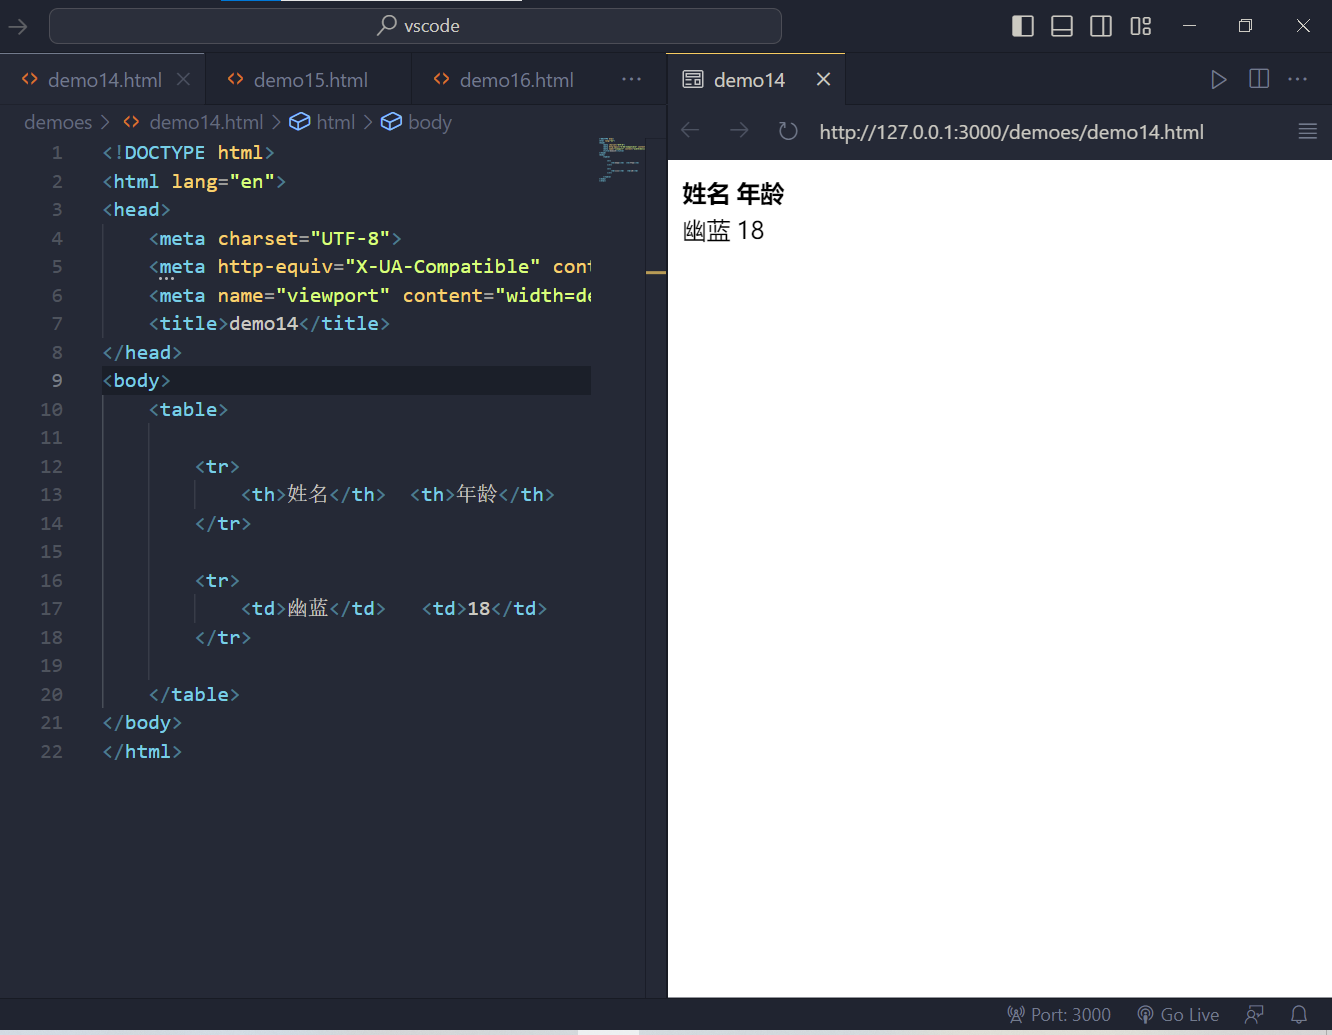 vscode
demo14.html
demo15.html
demo16.html
demoes > demo14.html > html > body
1 <!DOCTYPE html>
2 <html lang="en">
3 <head>
4 <meta charset="UTF-8">
5 <meta http-equiv="X-UA-Compatible" cont
6 <meta name="viewport" content="width=de
7 <title>demo14</title>
8 </head>
9 <body>
10 <table>
11
12 <tr>
13 <th>姓名</th> <th>年龄</th>
14 </tr>
15
16 <tr>
17 <td>幽蓝</td> <td>18</td>
18 </tr>
19
20 </table>
21 </body>
22 </html>
demo14
http://127.0.0.1:3000/demoes/demo14.html
姓名 年龄
幽蓝 18
Port: 3000
Go Live